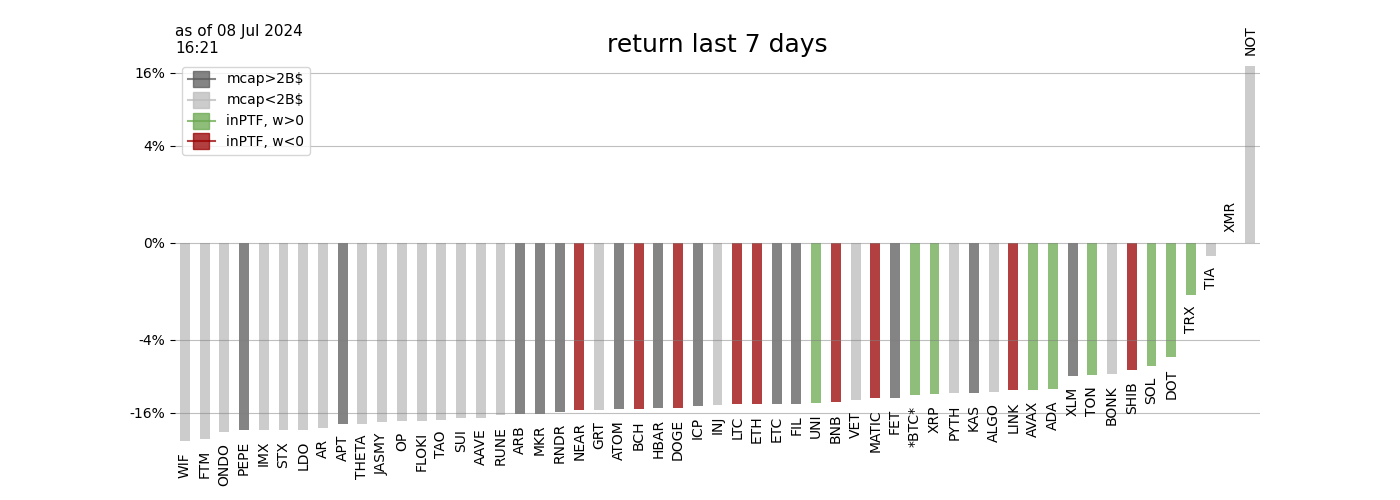 as of 08 Jul 2024
16:21
return last 7 days
mcap>2B$
mcap<2B$
inPTF, w>0
inPTF, w<0
16%
4%
0%
-4%
-16%
WIF
FTM
ONDO
PEPE
IMX
STX
LDO
AR
APT
THETA
JASMY
OP
FLOKI
TAO
SUI
AAVE
RUNE
ARB
MKR
RNDR
NEAR
GRT
ATOM
BCH
HBAR
DOGE
ICP
INJ
LTC
ETH
ETC
FIL
UNI
BNB
VET
MATIC
FET
*BTC*
XRP
PYTH
KAS
ALGO
LINK
AVAX
ADA
XLM
TON
BONK
SHIB
SOL
DOT
TRX
TIA
XMR
NOT